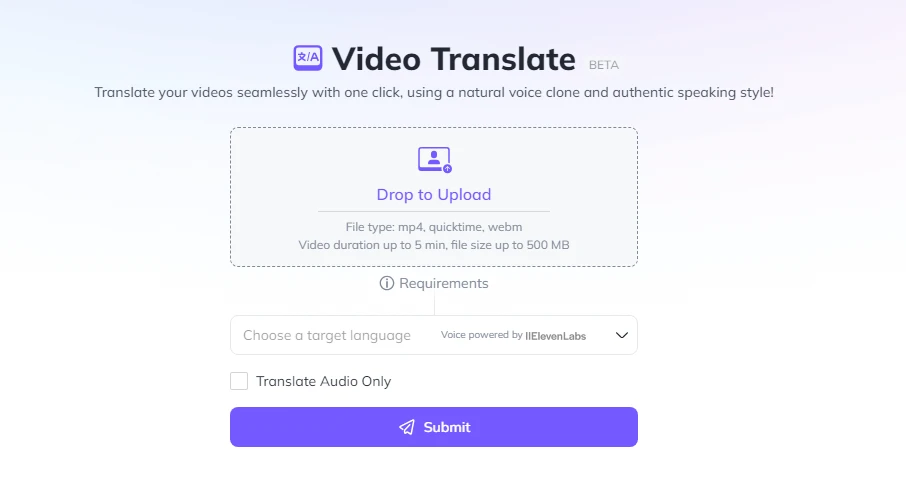 文/A Video Translate BETA
Translate your videos seamlessly with one click, using a natural voice clone and authentic speaking style!
Drop to Upload
File type: mp4, quicktime, webm
Video duration up to 5 min, file size up to 500 MB
Requirements
Choose a target language Voice powered by IIElevenLabs
Translate Audio Only
Submit